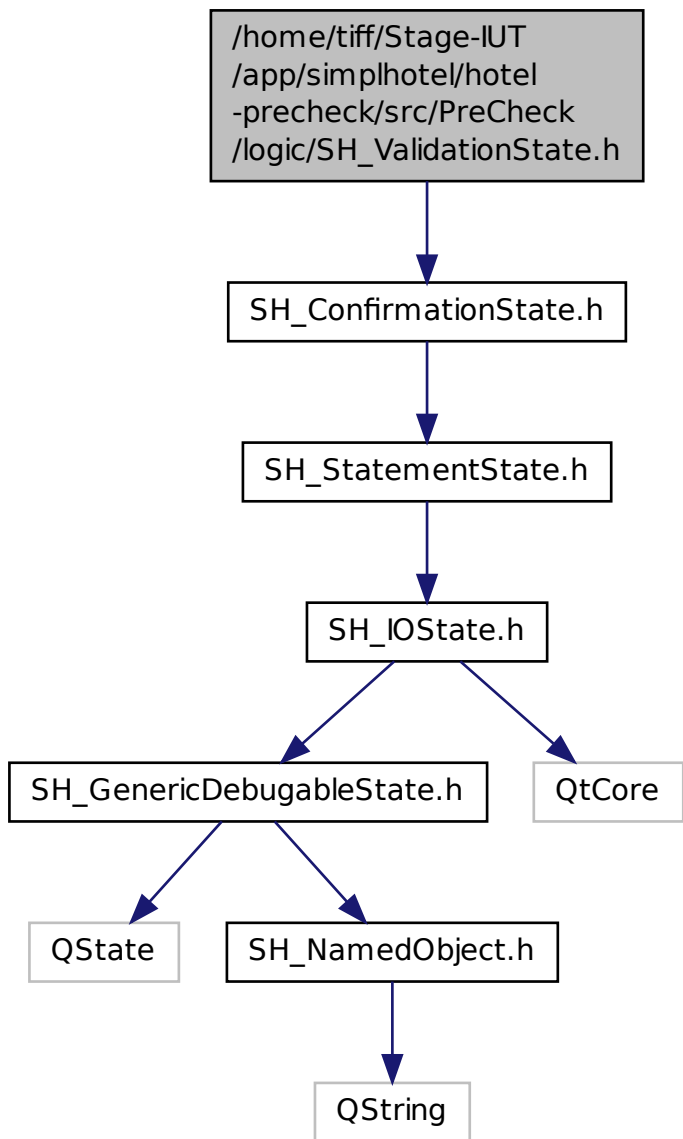 /home/tiff/Stage-IUT
/app/simplhotel/hotel
-precheck/src/PreCheck
/logic/SH_ValidationState.h
SH_ConfirmationState.h
SH_StatementState.h
SH_IOState.h
SH_GenericDebugableState.h
QtCore
QState
SH_NamedObject.h
QString